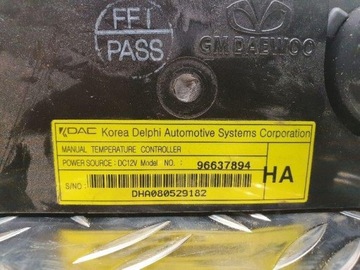 FFT
PASS
GM DAEWOO
KDAC Korea Delphi Automotive Systems Corporation
MANUAL TEMPERATURE CONTROLLER
POWER SOURCE : DC12V Model NO. : 96637894
HA
S/NO :
DHA080529182